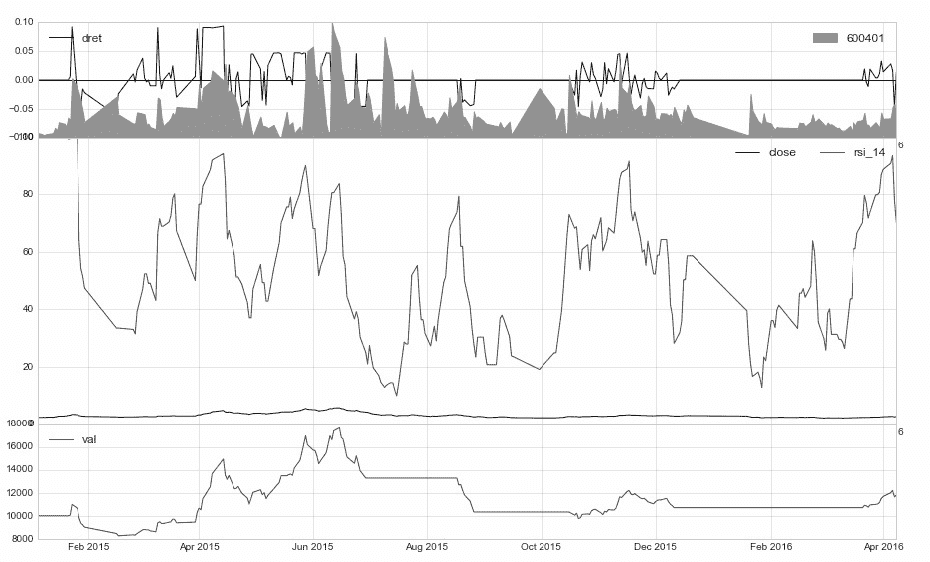 0.10
dret
600401
0.05
0.00
−0.05
close
rsi_14
80
60
40
20
6
val
16000
14000
12000
10000
8000
Feb 2015
Apr 2015
Jun 2015
Aug 2015
Oct 2015
Dec 2015
Feb 2016
Apr 2016